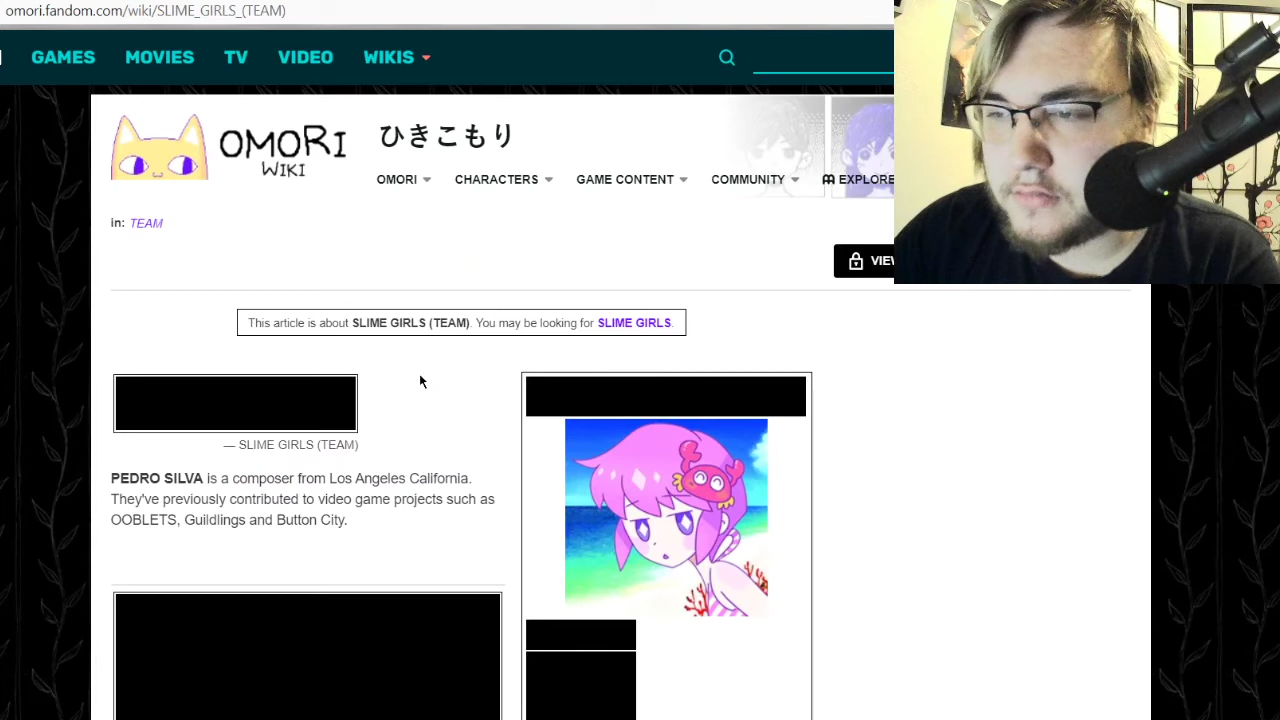 omori.fandom.com/wiki/SLIME_GIRLS_(TEAM)
GAMES MOVIES TV VIDEO WIKIS
OMORI WIKI
ひきこもり
OMORI CHARACTERS GAME CONTENT COMMUNITY EXPLORE
in: TEAM
This article is about SLIME GIRLS (TEAM). You may be looking for SLIME GIRLS.
— SLIME GIRLS (TEAM)
PEDRO SILVA is a composer from Los Angeles California.
They've previously contributed to video game projects such as
OOBLETS, Guildlings and Button City.